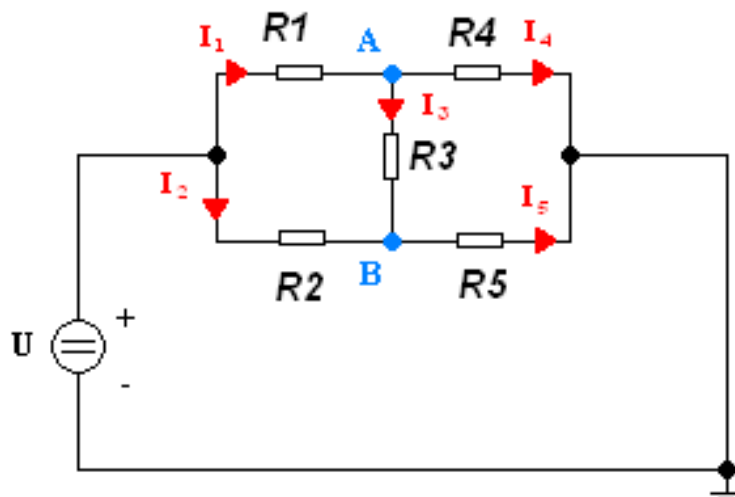 I₁ R1 A R4 I₄
I₃
R3
I₂ I₅
R2 B R5
+
U
-